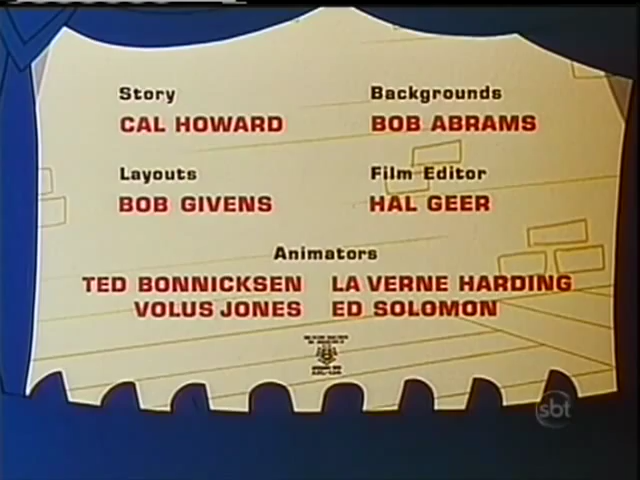 Story
CAL HOWARD
Backgrounds
BOB ABRAMS
Layouts
BOB GIVENS
Film Editor
HAL GEER
Animators
TED BONNICKSEN
LA VERNE HARDING
VOLUS JONES
ED SOLOMON
sbt